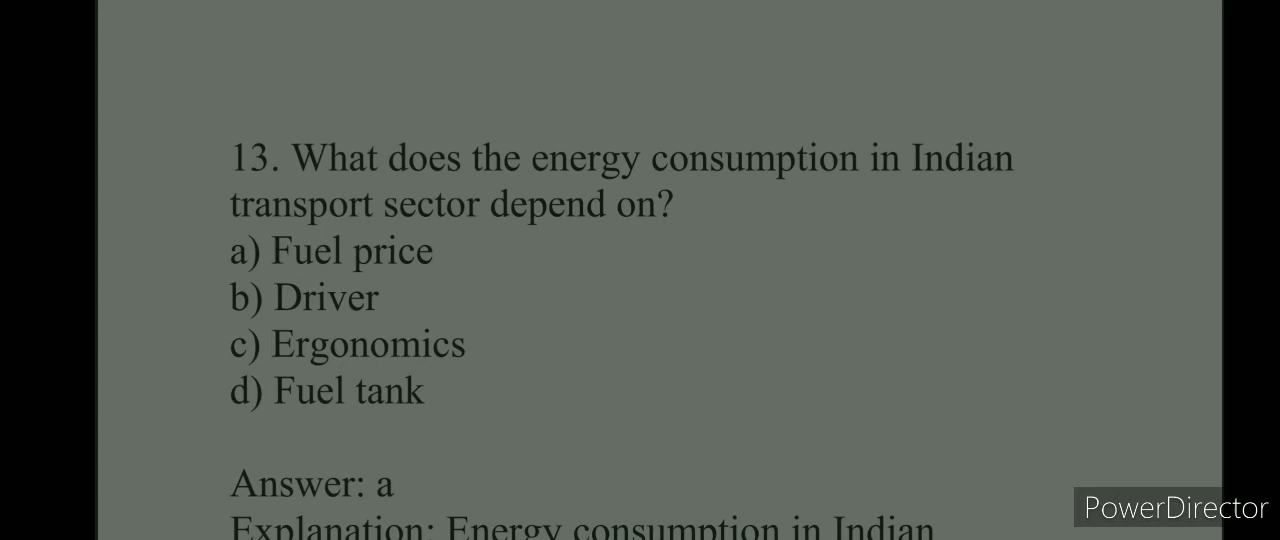 13. What does the energy consumption in Indian
transport sector depend on?
a) Fuel price
b) Driver
c) Ergonomics
d) Fuel tank
Answer: a
Explanation: Energy consumption in Indian
PowerDirector